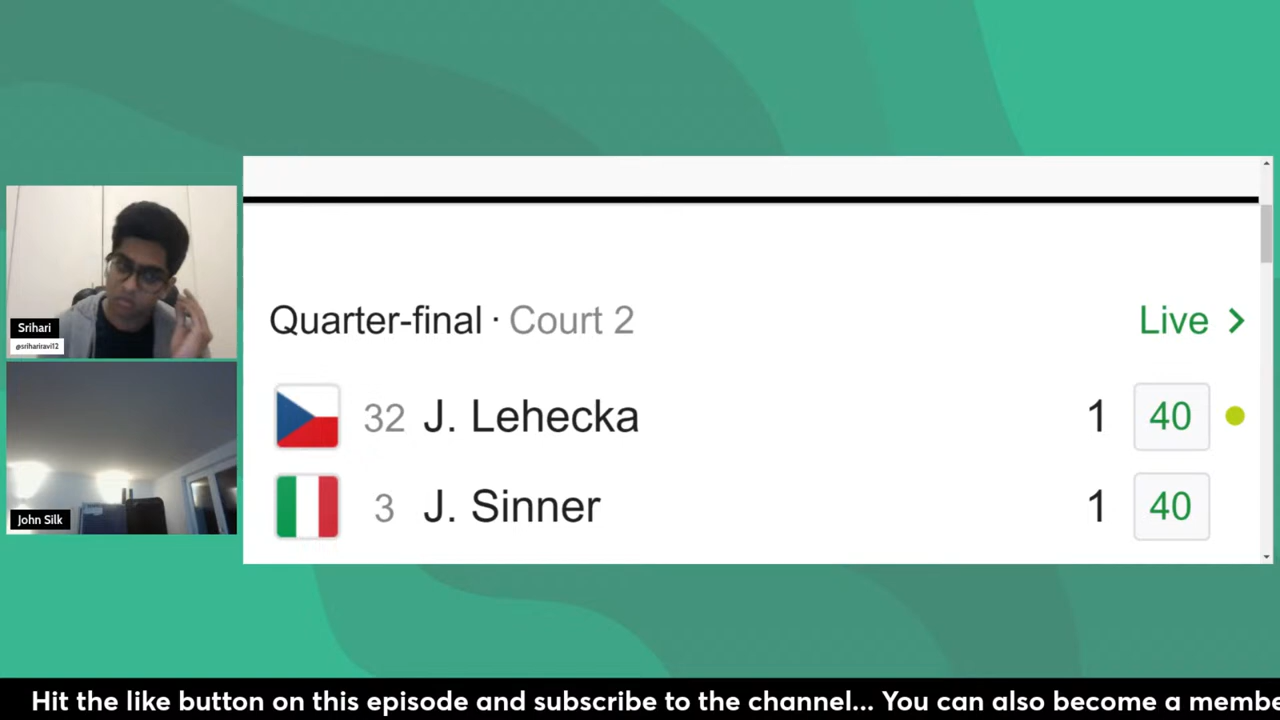 Quarter-final · Court 2
Live >
32 J. Lehecka 1 40
3 J. Sinner 1 40
Srihari
@srihariravi12
John Silk
Hit the like button on this episode and subscribe to the channel... You can also become a membe